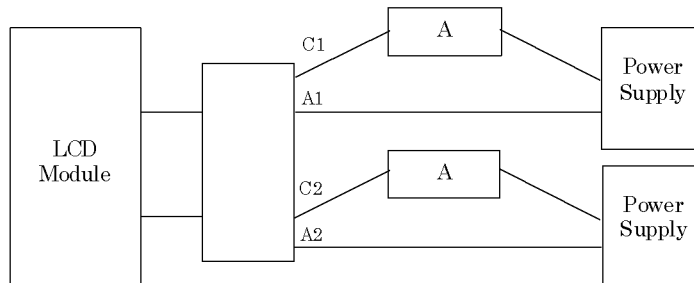 C1
A
Power
Supply
A1
LCD
Module
C2
A
Power
Supply
A2